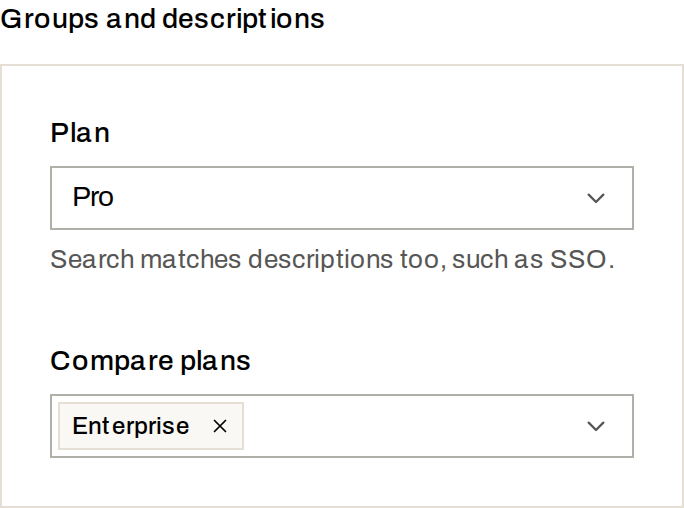 Groups and descriptions
Plan
Pro
Search matches descriptions too, such as SSO.
Compare plans
Enterprise